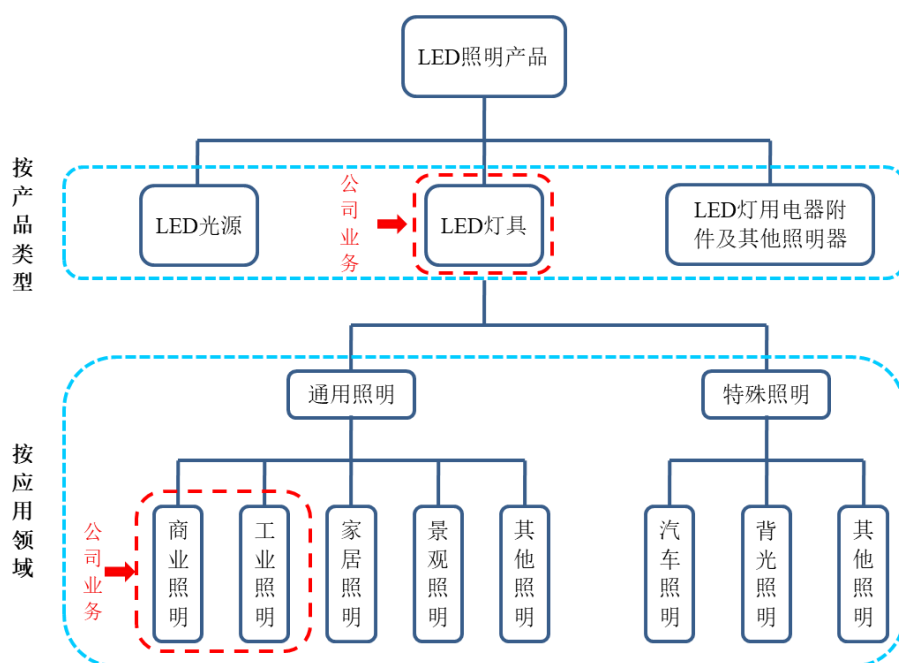 LED照明产品
按产品类型
LED光源
公司业务
LED灯具
LED灯用电器附
件及其他照明器
按应用领域
通用照明
特殊照明
公司业务
商业照明
工业照明
家居照明
景观照明
其他照明
汽车照明
背光照明
其他照明